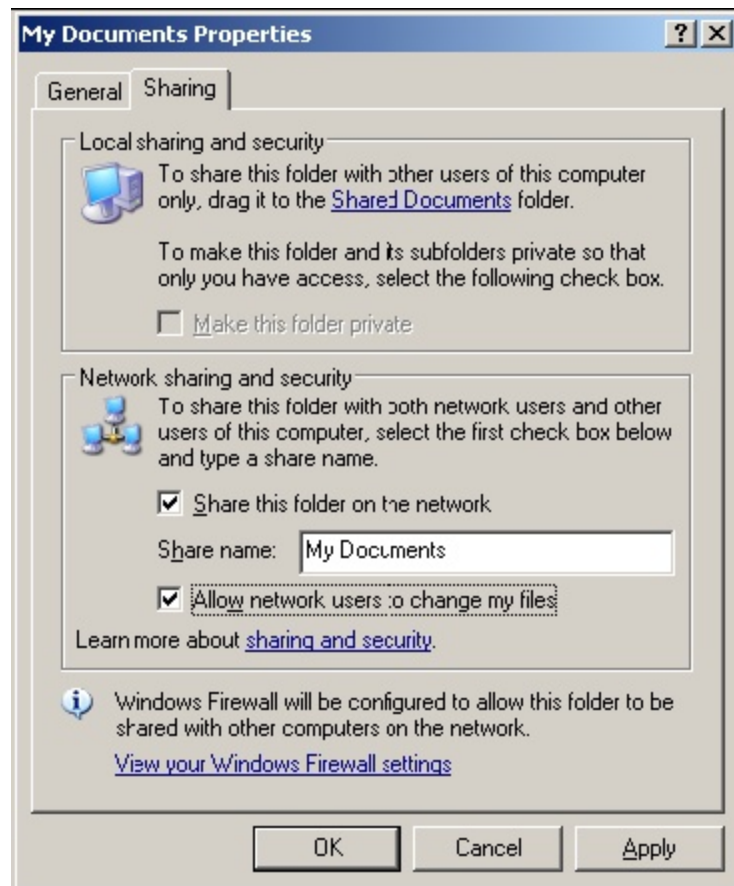 My Documents Properties
General
Sharing
Local sharing and security
To share this folder with other users of this computer
only, drag it to the Shared Documents folder.
To make this folder and its subfolders private so that
only you have access, select the following check box.
Make this folder private
Network sharing and security
To share this folder with both network users and other
users of this computer, select the first check box below
and type a share name.
Share this folder on the network
Share name: My Documents
Allow network users to change my files
Learn more about sharing and security.
Windows Firewall will be configured to allow this folder to be
shared with other computers on the network.
View your Windows Firewall settings
OK
Cancel
Apply